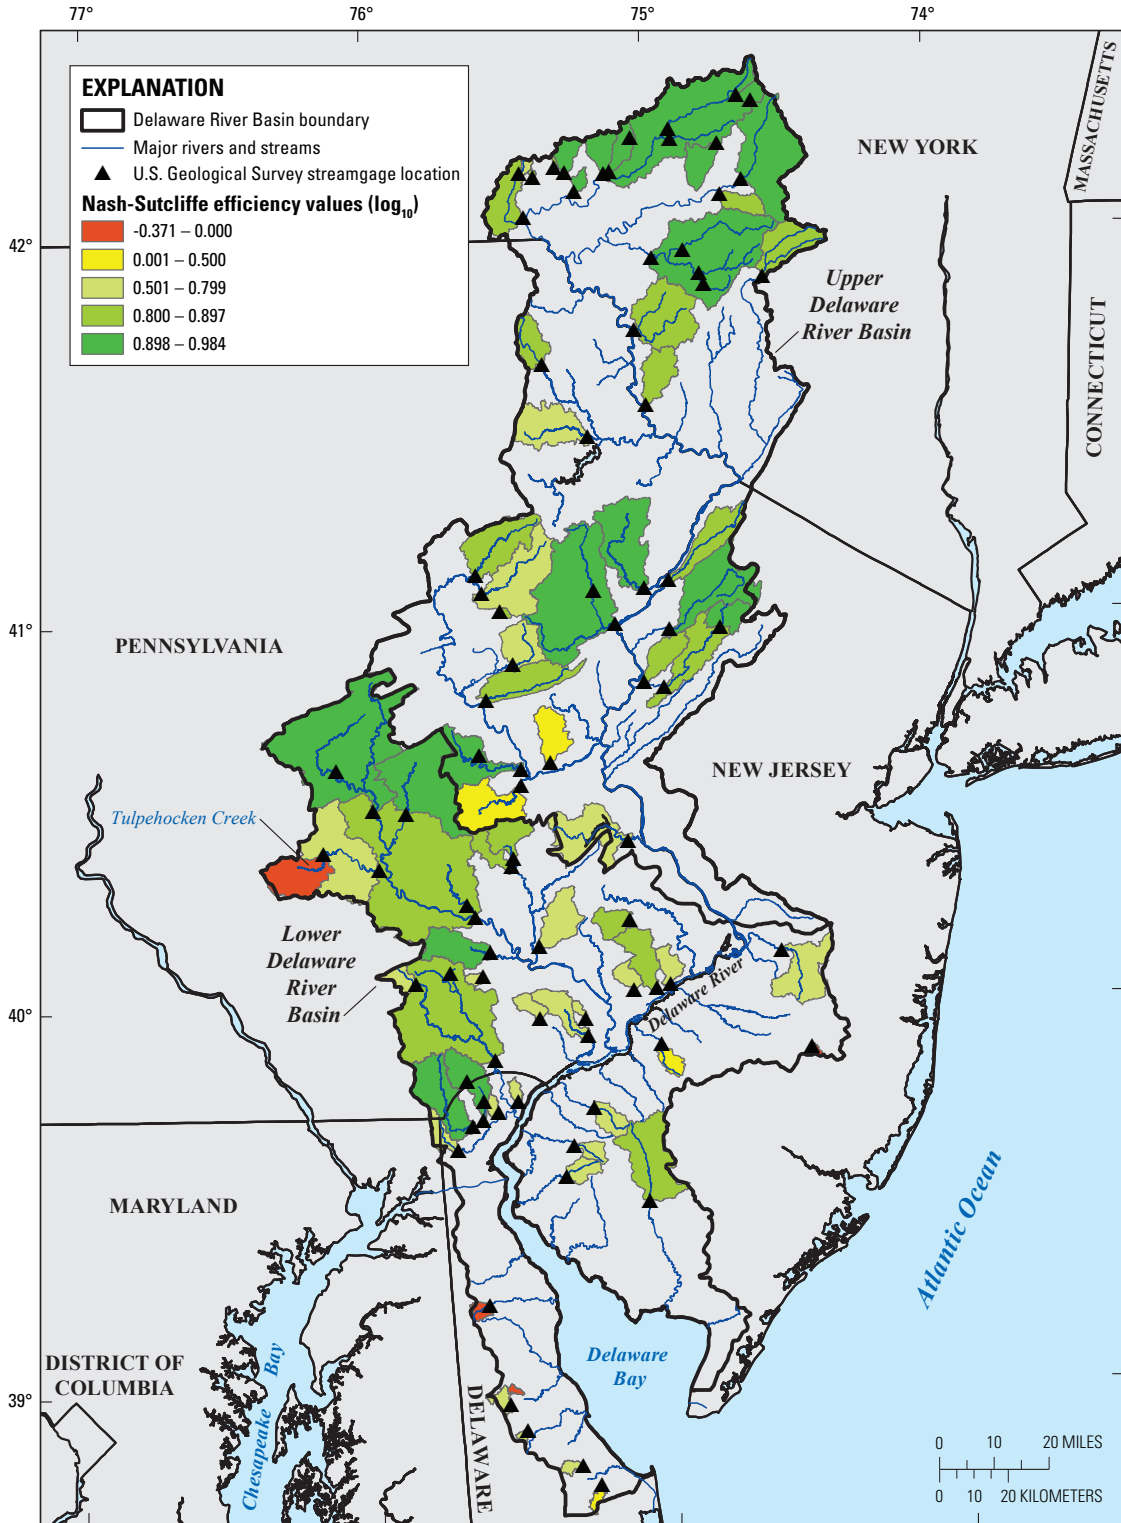 77°
76°
75°
74°
EXPLANATION
Delaware River Basin boundary
Major rivers and streams
U.S. Geological Survey streamgage location
Nash-Sutcliffe efficiency values (log10)
-0.371 – 0.000
0.001 – 0.500
0.501 – 0.799
0.800 – 0.897
0.898 – 0.984
MASSACHUSETTS
NEW YORK
42°
Upper
Delaware
River Basin
CONNECTICUT
41°
PENNSYLVANIA
NEW JERSEY
Tulpehocken Creek
Lower
Delaware
River
Basin
Delaware River
40°
MARYLAND
Atlantic Ocean
Delaware
Bay
DISTRICT OF
COLUMBIA
39°
Chesapeake Bay
DELAWARE
0 10 20 MILES
0 10 20 KILOMETERS